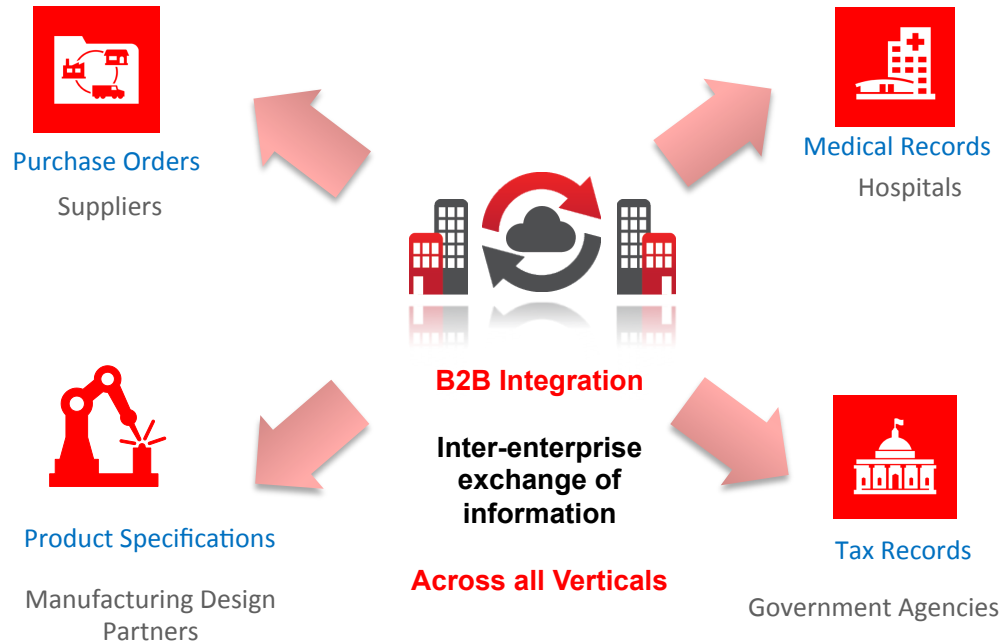 Purchase Orders
Suppliers
Medical Records
Hospitals
B2B Integration
Inter-enterprise
exchange of
information
Across all Verticals
Product Specifications
Manufacturing Design
Partners
Tax Records
Government Agencies